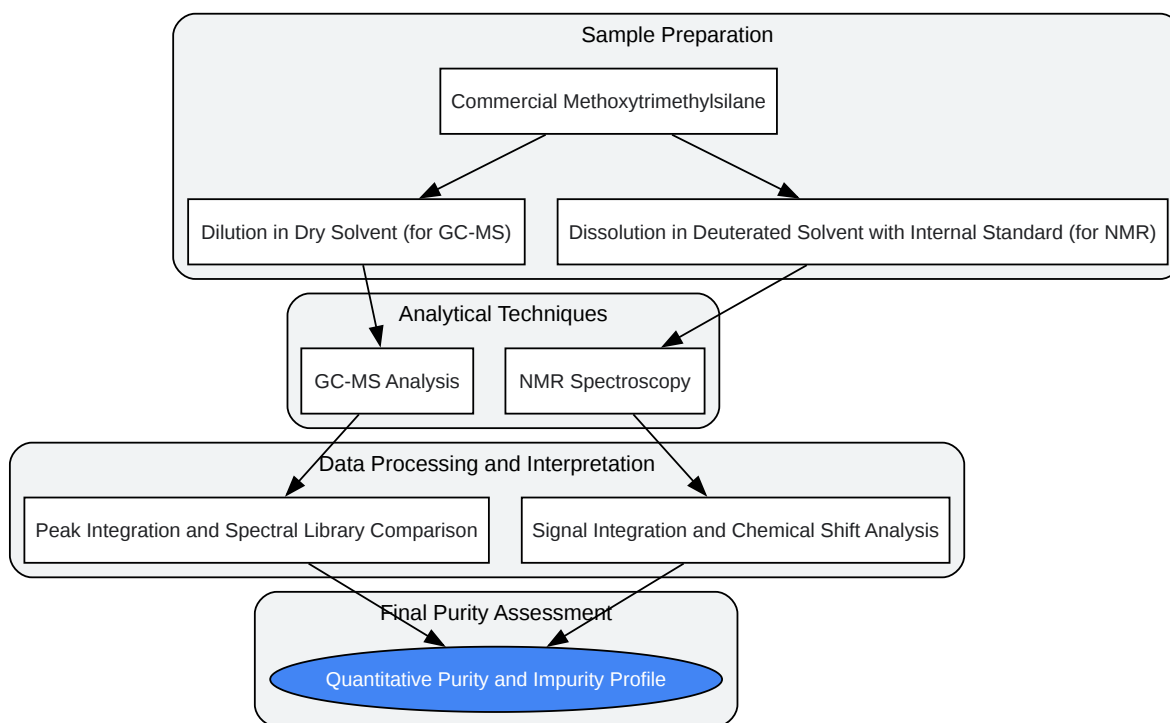 Sample Preparation
Commercial Methoxytrimethylsilane
Dilution in Dry Solvent (for GC-MS)
Dissolution in Deuterated Solvent with Internal Standard (for NMR)
Analytical Techniques
GC-MS Analysis
NMR Spectroscopy
Data Processing and Interpretation
Peak Integration and Spectral Library Comparison
Signal Integration and Chemical Shift Analysis
Final Purity Assessment
Quantitative Purity and Impurity Profile